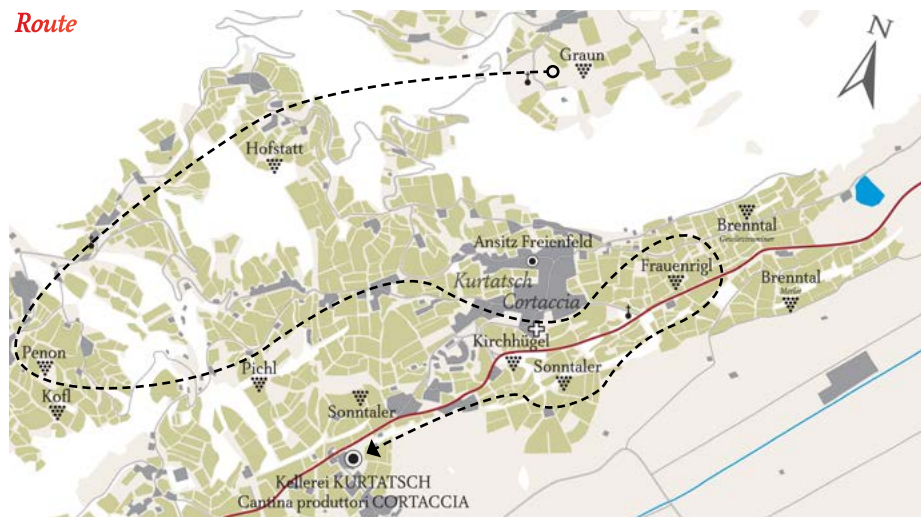 Route
N
Graun
Hofstatt
Brenntal
Gewürztraminer
Ansitz Freienfeld
Kurtatsch
Cortaccia
Frauenrigl
Brenntal
Merlot
Kirchhügel
Penon
Pichl
Sonntaler
Kofl
Sonntaler
Kellerei KURTATSCH
Cantina produttori CORTACCIA